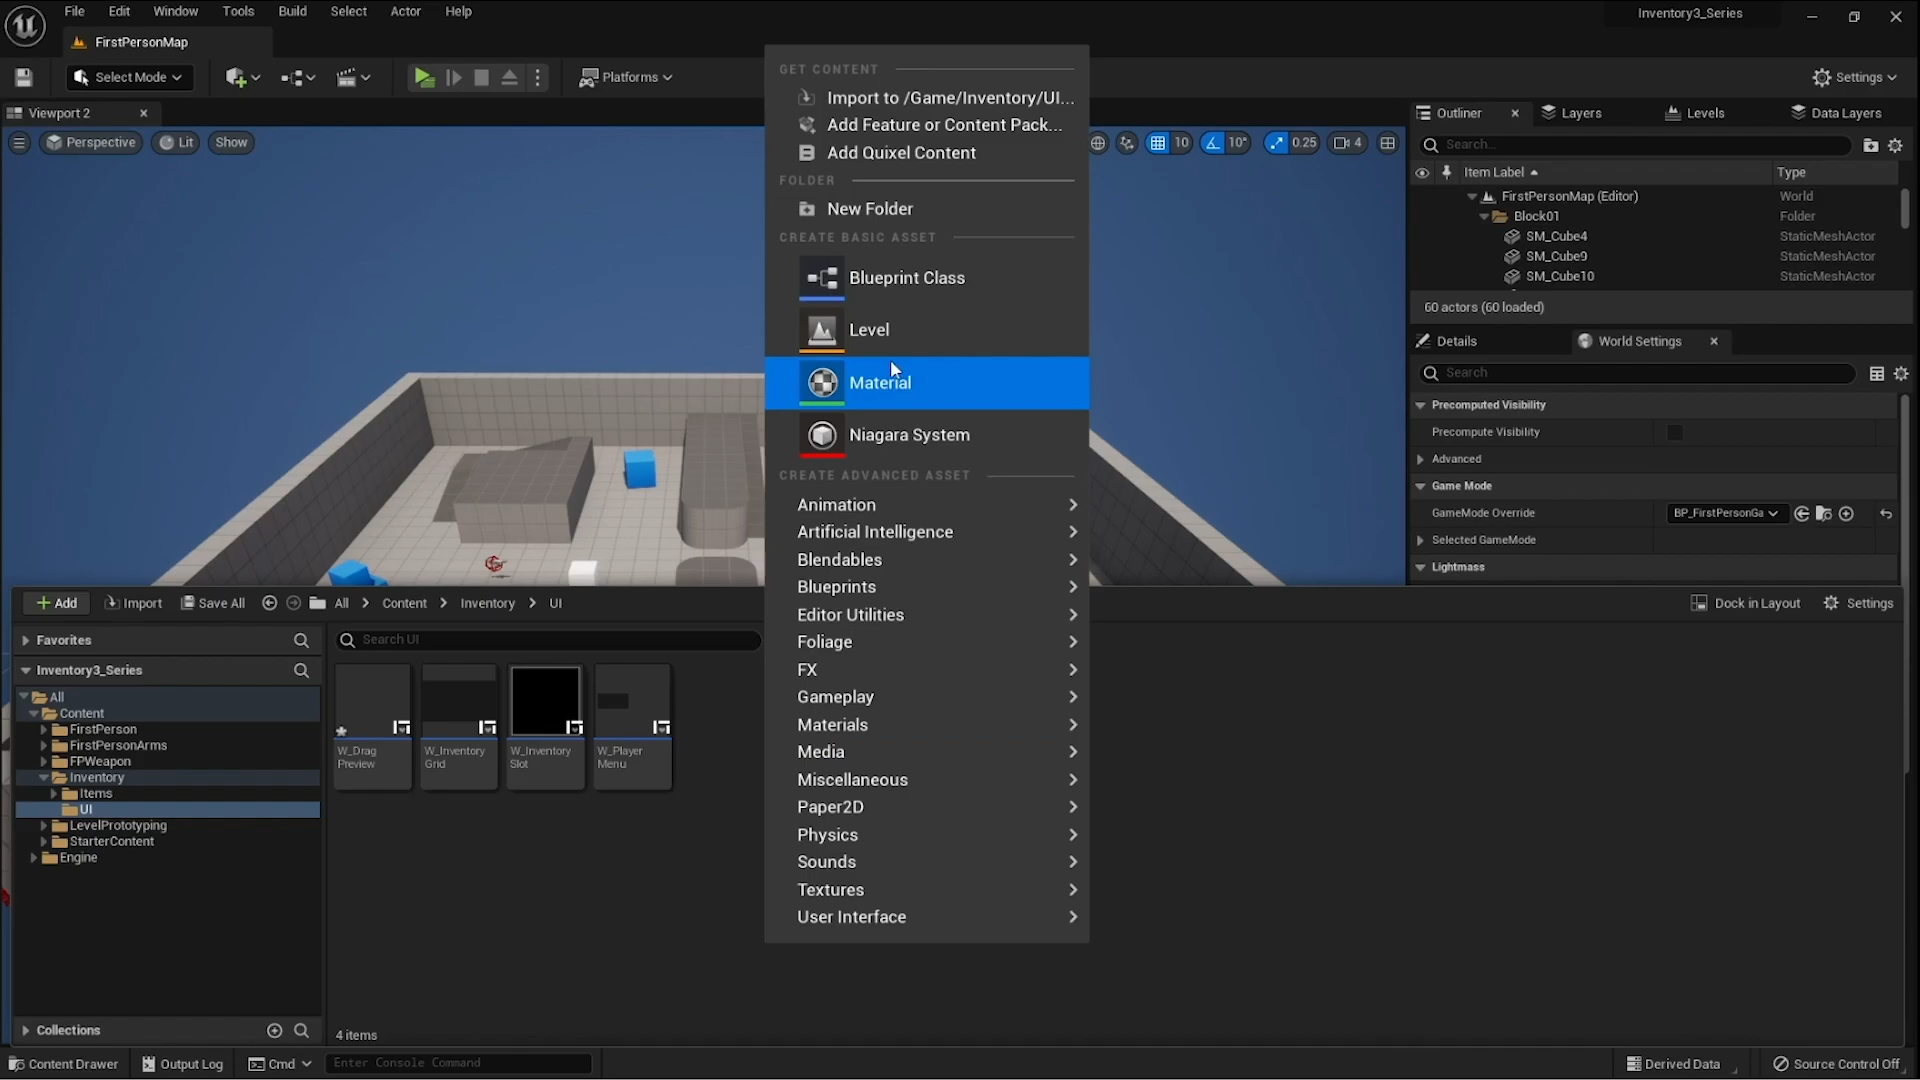 File Edit Window Tools Build Select Actor Help
Inventory3_Series
FirstPersonMap
Select Mode
Platforms
Settings
Viewport 2
Perspective Lit Show
10 10° 0.25 4
GET CONTENT
Import to /Game/Inventory/UI...
Add Feature or Content Pack...
Add Quixel Content
FOLDER
New Folder
CREATE BASIC ASSET
Blueprint Class
Level
Material
Niagara System
CREATE ADVANCED ASSET
Animation
Artificial Intelligence
Blendables
Blueprints
Editor Utilities
Foliage
FX
Gameplay
Materials
Media
Miscellaneous
Paper2D
Physics
Sounds
Textures
User Interface
Outliner Layers Levels Data Layers
Search...
Item Label Type
FirstPersonMap (Editor) World
Block01 Folder
SM_Cube4 StaticMeshActor
SM_Cube9 StaticMeshActor
SM_Cube10 StaticMeshActor
60 actors (60 loaded)
Details World Settings
Search
Precomputed Visibility
Precompute Visibility
Advanced
Game Mode
GameMode Override BP_FirstPersonGa
Selected GameMode
Lightmass
Add Import Save All All Content Inventory UI
Dock in Layout Settings
Favorites
Search UI
Inventory3_Series
All
Content
FirstPerson
FirstPersonArms
FPWeapon
Inventory
Items
UI
LevelPrototyping
StarterContent
Engine
W_Drag
Preview
W_Inventory
Grid
W_Inventory
Slot
W_Player
Menu
Collections
4 items
Content Drawer Output Log Cmd Enter Console Command
Derived Data Source Control Off